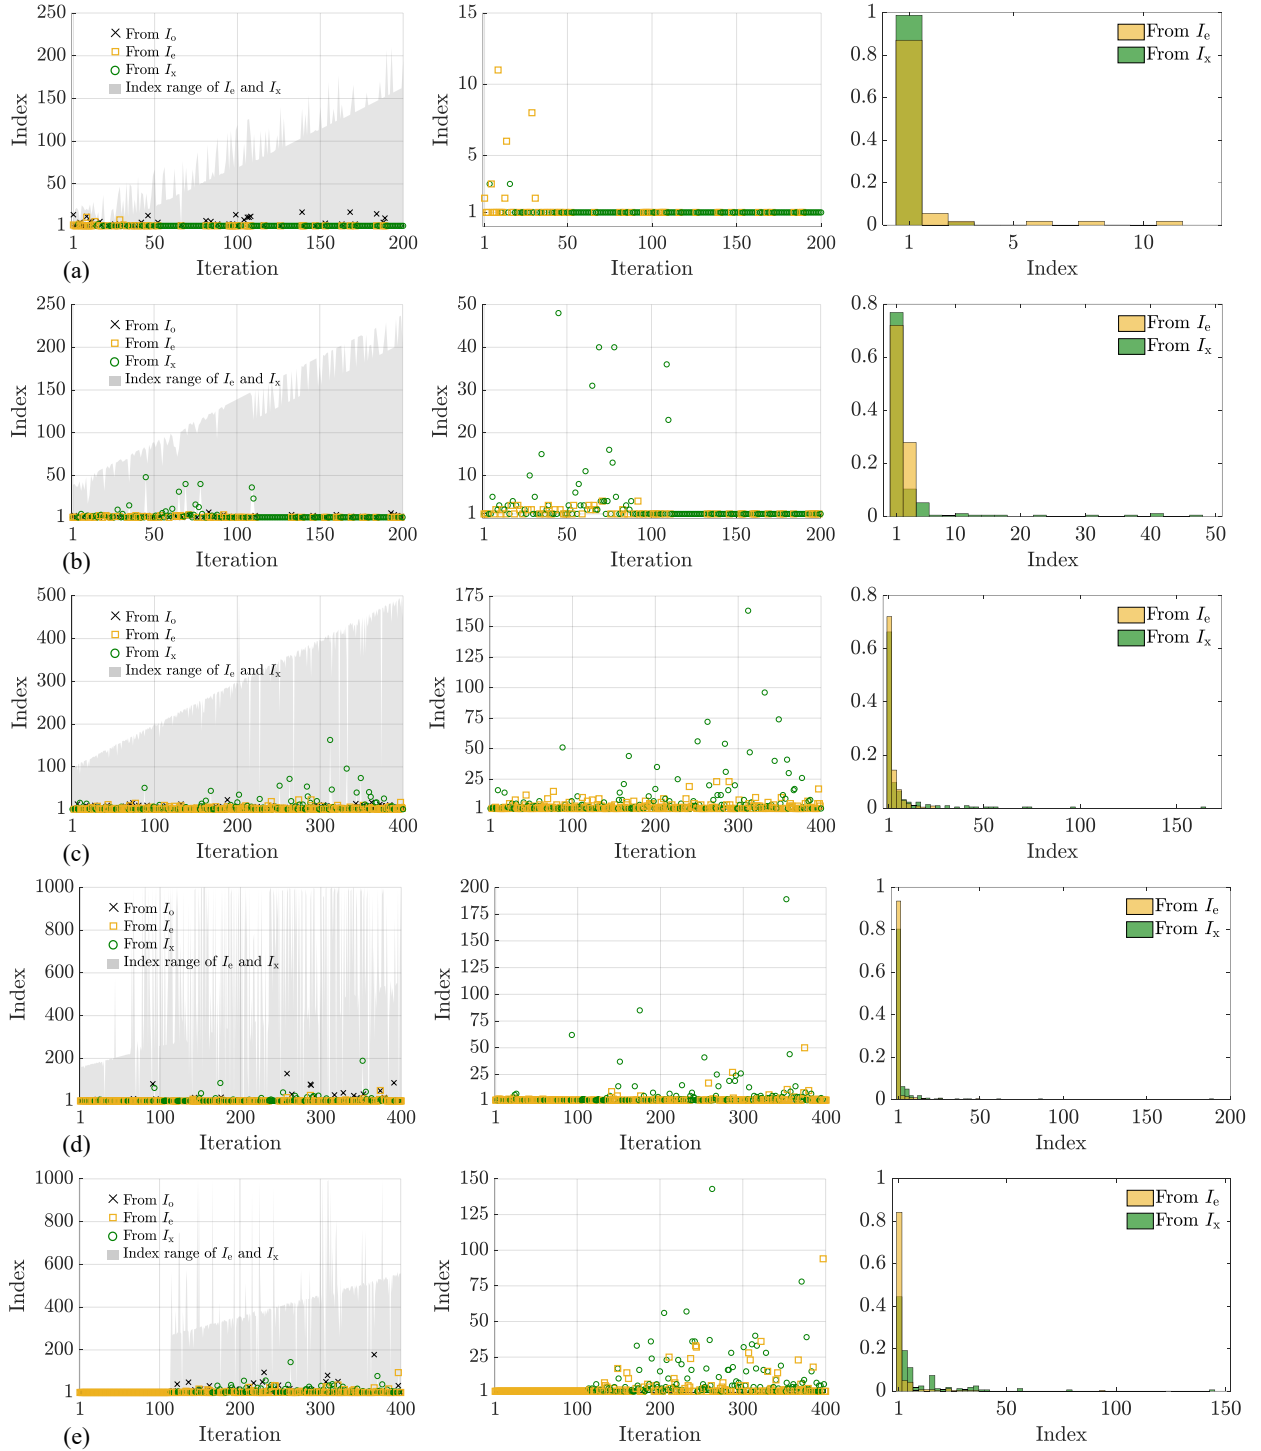 250
200
150
100
50
1
Index
× From I_o
□ From I_e
○ From I_x
Index range of I_e and I_x
1 50 100 150 200
Iteration
15
10
5
1
Index
1 50 100 150 200
Iteration
1
0.8
0.6
0.4
0.2
0
From I_e
From I_x
1 5 10
Index
(a)
250
200
150
100
50
1
Index
× From I_o
□ From I_e
○ From I_x
Index range of I_e and I_x
1 50 100 150 200
Iteration
50
40
30
20
10
1
Index
1 50 100 150 200
Iteration
0.8
0.6
0.4
0.2
0
From I_e
From I_x
1 10 20 30 40 50
Index
(b)
500
400
300
200
100
1
Index
× From I_o
□ From I_e
○ From I_x
Index range of I_e and I_x
1 100 200 300 400
Iteration
175
150
125
100
75
50
25
1
Index
1 100 200 300 400
Iteration
0.8
0.6
0.4
0.2
0
From I_e
From I_x
1 50 100 150
Index
(c)
1000
800
600
400
200
1
Index
× From I_o
□ From I_e
○ From I_x
Index range of I_e and I_x
1 100 200 300 400
Iteration
200
175
150
125
100
75
50
25
1
Index
1 100 200 300 400
Iteration
1
0.8
0.6
0.4
0.2
0
From I_e
From I_x
1 50 100 150 200
Index
(d)
1000
800
600
400
200
1
Index
× From I_o
□ From I_e
○ From I_x
Index range of I_e and I_x
1 100 200 300 400
Iteration
150
125
100
75
50
25
1
Index
1 100 200 300 400
Iteration
1
0.8
0.6
0.4
0.2
0
From I_e
From I_x
1 50 100 150
Index
(e)